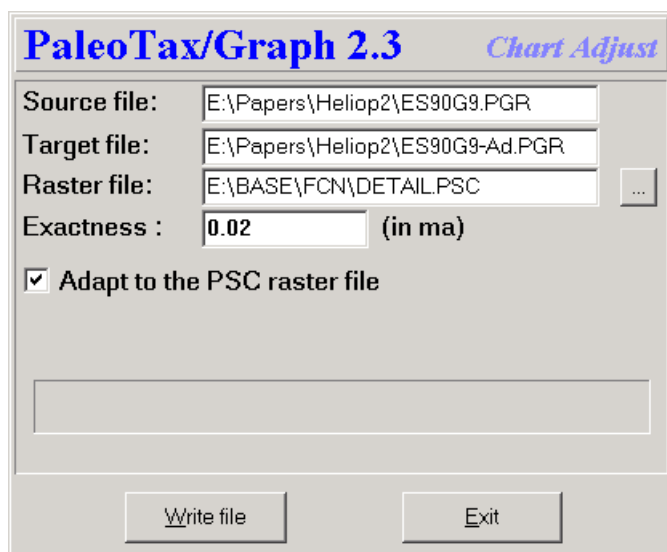 PaleoTax/Graph 2.3 Chart Adjust
Source file: E:\Papers\Heliop2\ES90G9.PGR
Target file: E:\Papers\Heliop2\ES90G9-Ad.PGR
Raster file: E:\BASE\FCN\DETAIL.PSC ...
Exactness : 0.02 (in ma)
Adapt to the PSC raster file
Write file Exit